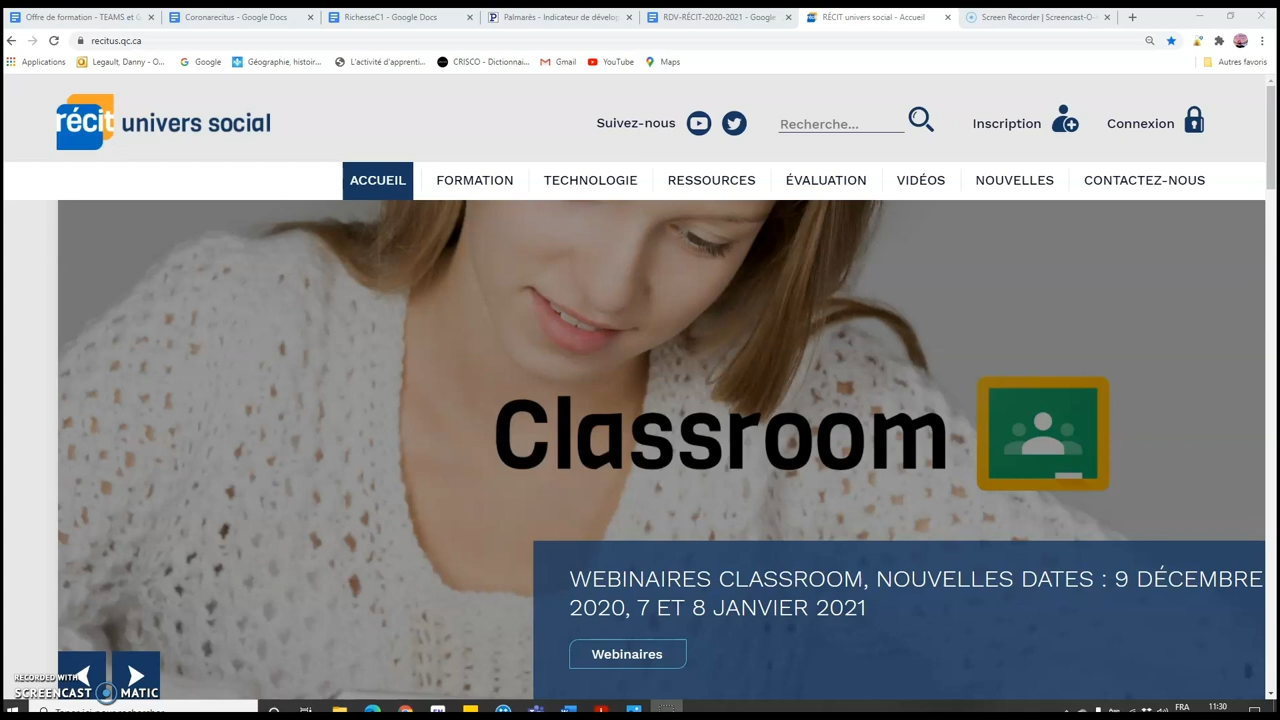 Offre de formation - TEAMS et G
Coronarecitus - Google Docs
RichesseC1 - Google Docs
Palmarès - Indicateur de dévelop
RDV-RÉCIT-2020-2021 - Google
RÉCIT univers social - Accueil
Screen Recorder | Screencast-O-
recitus.qc.ca
Applications
Legault, Danny - O...
Google
Géographie, histoir...
L'activité d'apprenti...
CRISCO - Dictionnai...
Gmail
YouTube
Maps
Autres favoris
récit univers social
Suivez-nous
Recherche...
Inscription
Connexion
ACCUEIL
FORMATION
TECHNOLOGIE
RESSOURCES
ÉVALUATION
VIDÉOS
NOUVELLES
CONTACTEZ-NOUS
Classroom
WEBINAIRES CLASSROOM, NOUVELLES DATES : 9 DÉCEMBRE
2020, 7 ET 8 JANVIER 2021
Webinaires
RECORDED WITH
SCREENCAST MATIC
FRA
11:30